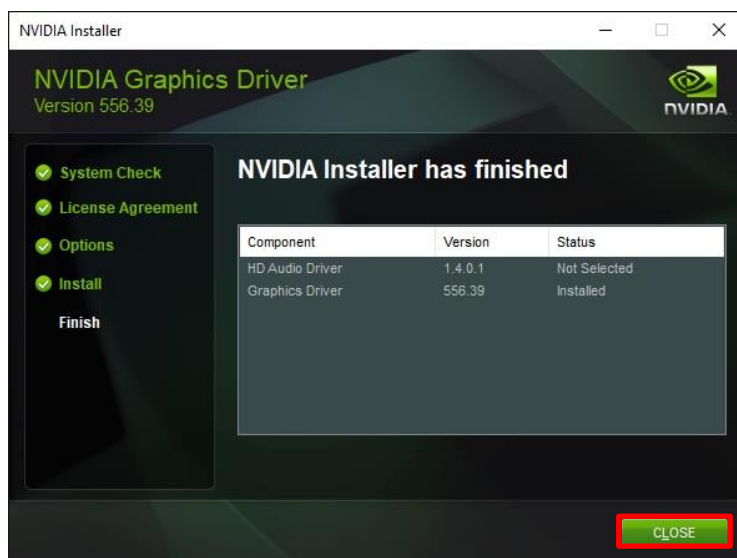 NVIDIA Installer
NVIDIA Graphics Driver
Version 556.39
NVIDIA.
System Check
License Agreement
Options
Install
Finish
NVIDIA Installer has finished
Component Version Status
HD Audio Driver 1.4.0.1 Not Selected
Graphics Driver 556.39 Installed
CLOSE